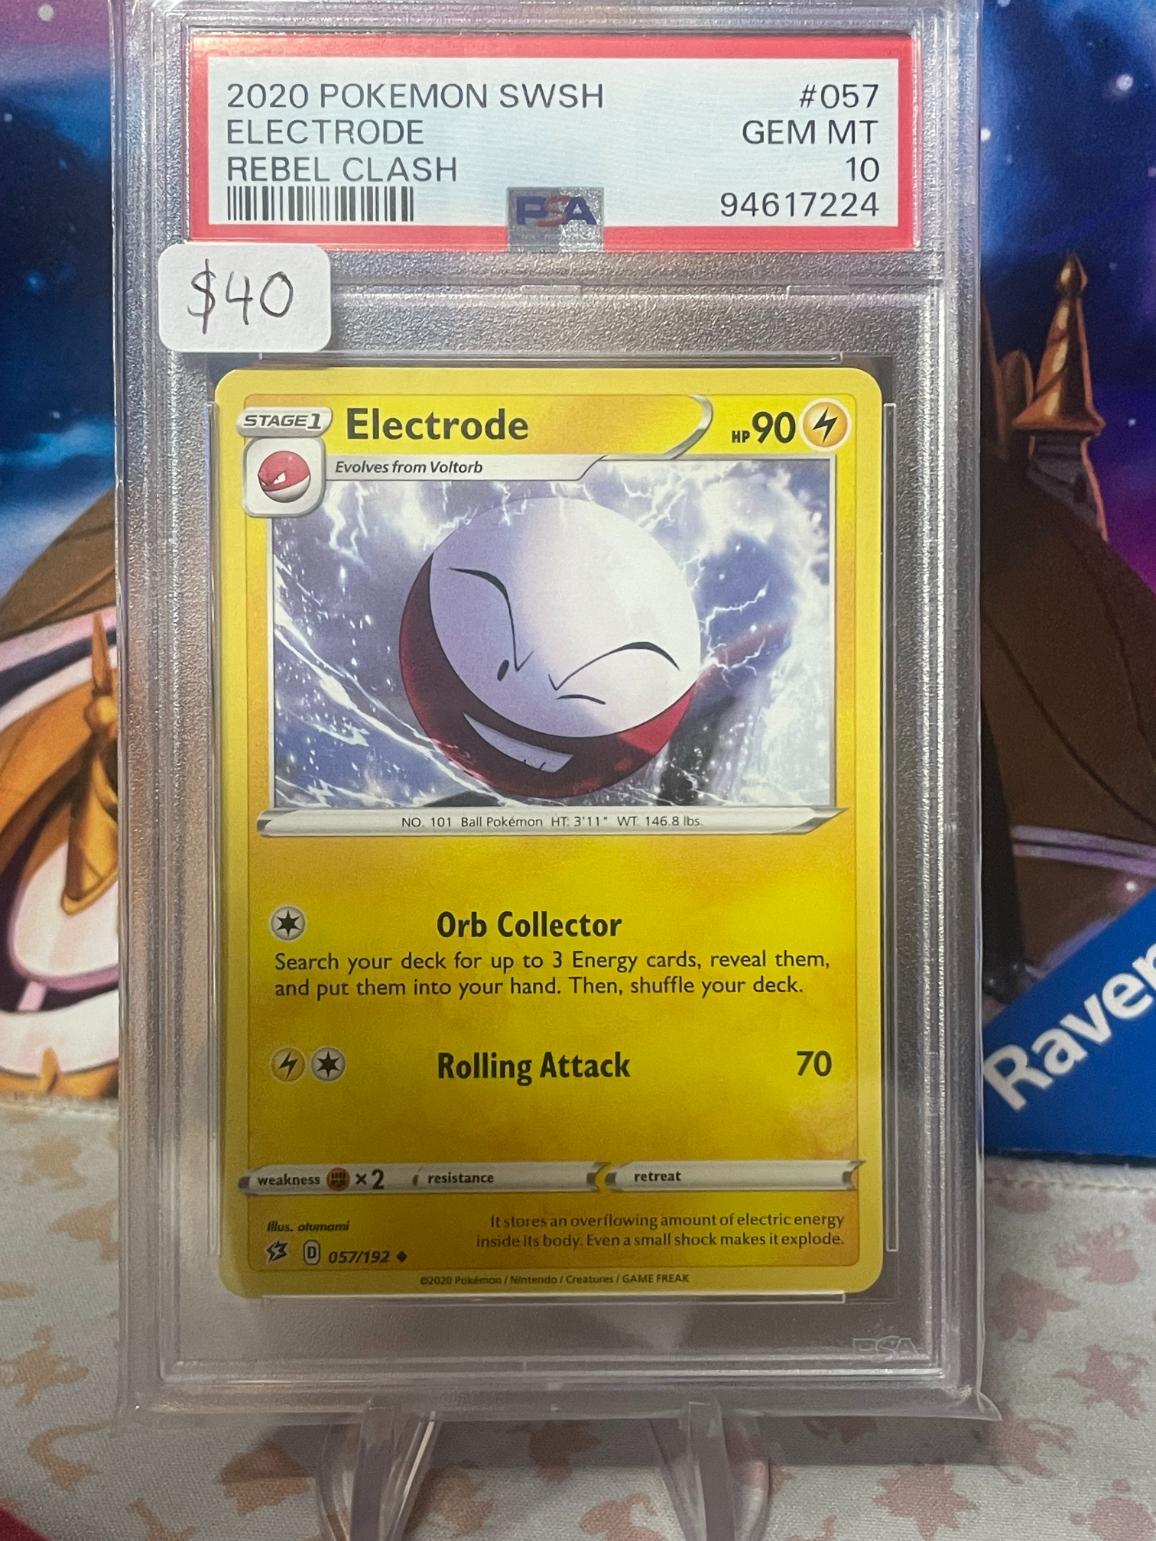 2020 POKEMON SWSH #057
ELECTRODE GEM MT
REBEL CLASH 10
PSA 94617224
$40
STAGE 1 Electrode HP 90
Evolves from Voltorb
NO. 101 Ball Pokémon HT: 3'11" WT: 146.8 lbs.
Orb Collector
Search your deck for up to 3 Energy cards, reveal them,
and put them into your hand. Then, shuffle your deck.
Rolling Attack 70
weakness ×2 resistance retreat
Illus. otumami
It stores an overflowing amount of electric energy
inside its body. Even a small shock makes it explode.
D 057/192
©2020 Pokémon / Nintendo / Creatures / GAME FREAK
PSA